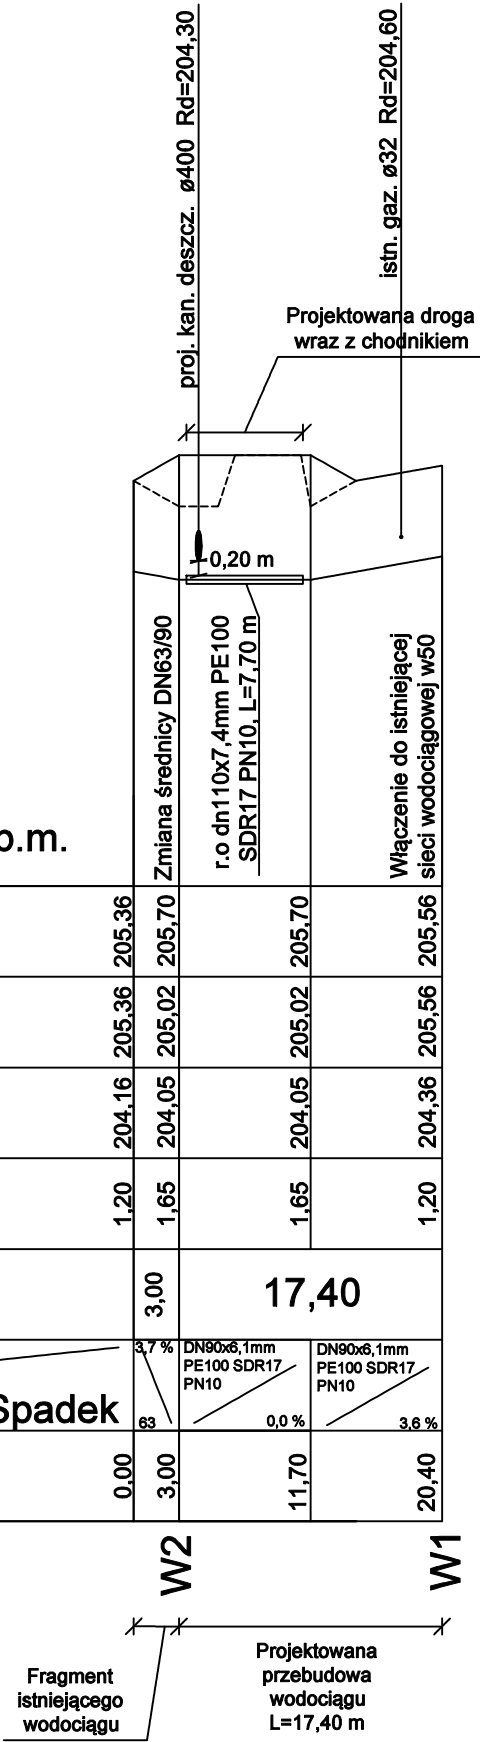 proj. kan. deszcz. ø400 Rd=204,30
istn. gaz. ø32 Rd=204,60
Projektowana droga
wraz z chodnikiem
0,20 m
Zmiana średnicy DN63/90
r.o dn110x7,4mm PE100
SDR17 PN10, L=7,70 m
Włączenie do istniejącej
sieci wodociągowej w50
p.m.
205,36 205,70 205,70 205,56
205,36 205,02 205,02 205,56
204,16 204,05 204,05 204,36
1,20 1,65 1,65 1,20
3,00 17,40
3,7 % DN90x6,1mm DN90x6,1mm
PE100 SDR17 PE100 SDR17
PN10 PN10
Spadek 63 0,0 % 3,6 %
0,00 3,00 11,70 20,40
W2 W1
Fragment
istniejącego
wodociągu
Projektowana
przebudowa
wodociągu
L=17,40 m